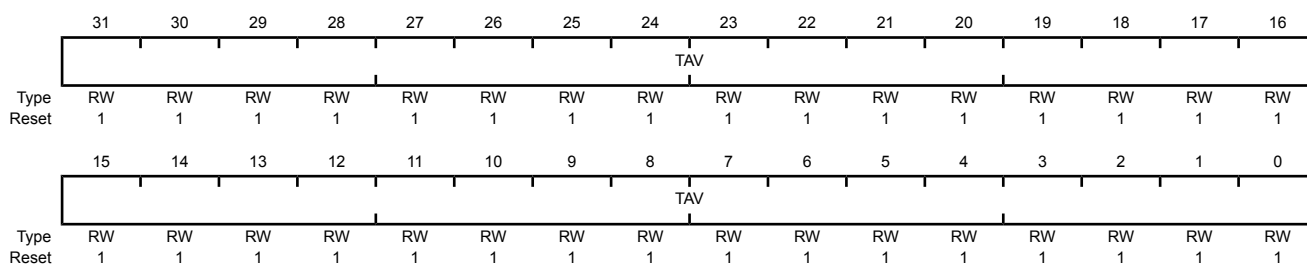 31 30 29 28 27 26 25 24 23 22 21 20 19 18 17 16
TAV
Type RW RW RW RW RW RW RW RW RW RW RW RW RW RW RW RW
Reset 1 1 1 1 1 1 1 1 1 1 1 1 1 1 1 1
15 14 13 12 11 10 9 8 7 6 5 4 3 2 1 0
TAV
Type RW RW RW RW RW RW RW RW RW RW RW RW RW RW RW RW
Reset 1 1 1 1 1 1 1 1 1 1 1 1 1 1 1 1